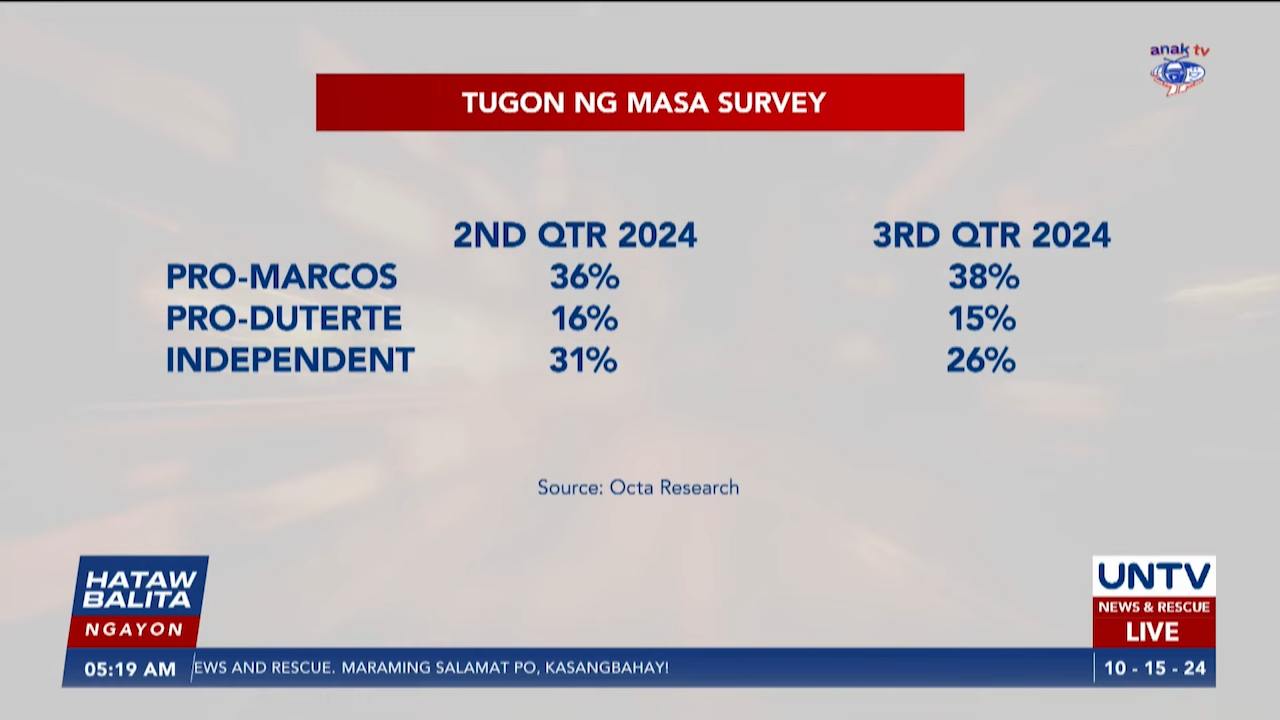 anak tv
TUGON NG MASA SURVEY
2ND QTR 2024 3RD QTR 2024
PRO-MARCOS 36% 38%
PRO-DUTERTE 16% 15%
INDEPENDENT 31% 26%
Source: Octa Research
HATAW
BALITA
NGAYON
UNTV
NEWS & RESCUE
LIVE
05:19 AM EWS AND RESCUE. MARAMING SALAMAT PO, KASANGBAHAY! 10 - 15 - 24